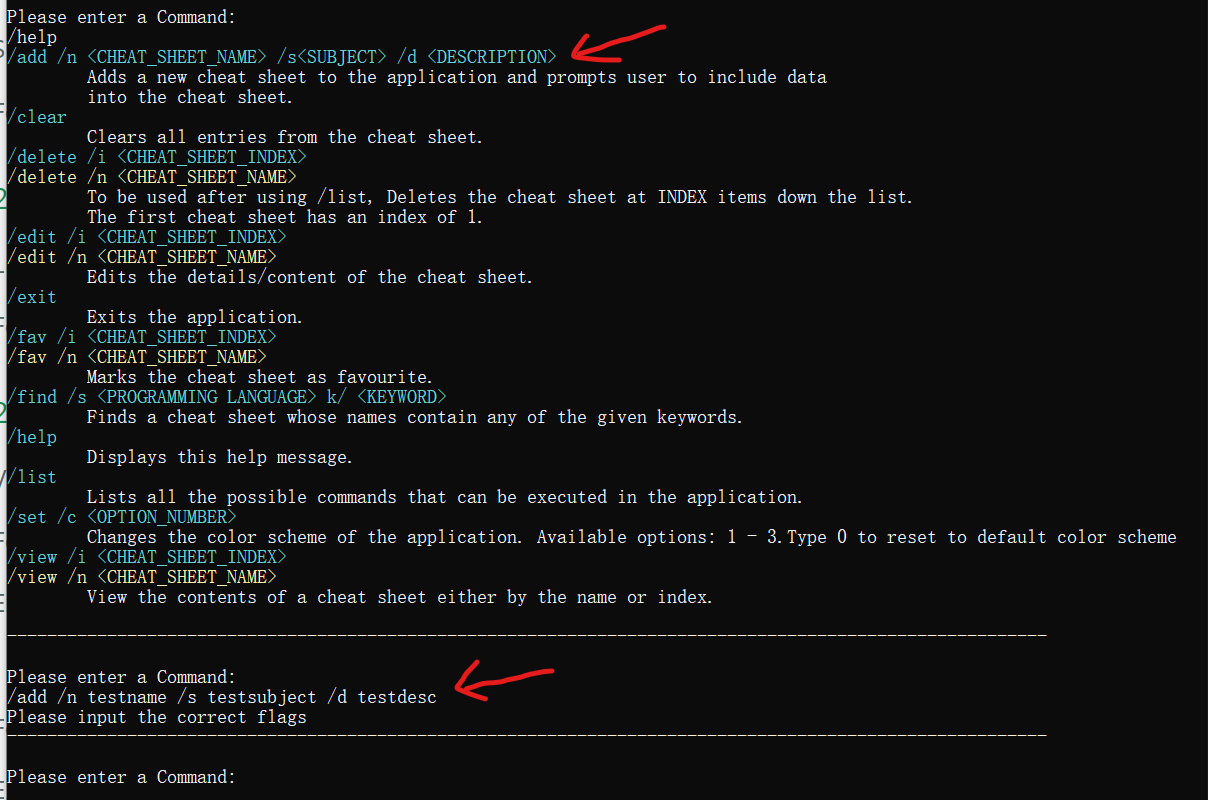 Please enter a Command:
/help
/add /n <CHEAT_SHEET_NAME> /s<SUBJECT> /d <DESCRIPTION>
Adds a new cheat sheet to the application and prompts user to include data
into the cheat sheet.
/clear
Clears all entries from the cheat sheet.
/delete /i <CHEAT_SHEET_INDEX>
/delete /n <CHEAT_SHEET_NAME>
To be used after using /list, Deletes the cheat sheet at INDEX items down the list.
The first cheat sheet has an index of 1.
/edit /i <CHEAT_SHEET_INDEX>
/edit /n <CHEAT_SHEET_NAME>
Edits the details/content of the cheat sheet.
/exit
Exits the application.
/fav /i <CHEAT_SHEET_INDEX>
/fav /n <CHEAT_SHEET_NAME>
Marks the cheat sheet as favourite.
/find /s <PROGRAMMING LANGUAGE> k/ <KEYWORD>
Finds a cheat sheet whose names contain any of the given keywords.
/help
Displays this help message.
/list
Lists all the possible commands that can be executed in the application.
/set /c <OPTION_NUMBER>
Changes the color scheme of the application. Available options: 1 - 3.Type 0 to reset to default color scheme
/view /i <CHEAT_SHEET_INDEX>
/view /n <CHEAT_SHEET_NAME>
View the contents of a cheat sheet either by the name or index.
Please enter a Command:
/add /n testname /s testsubject /d testdesc
Please input the correct flags
Please enter a Command: